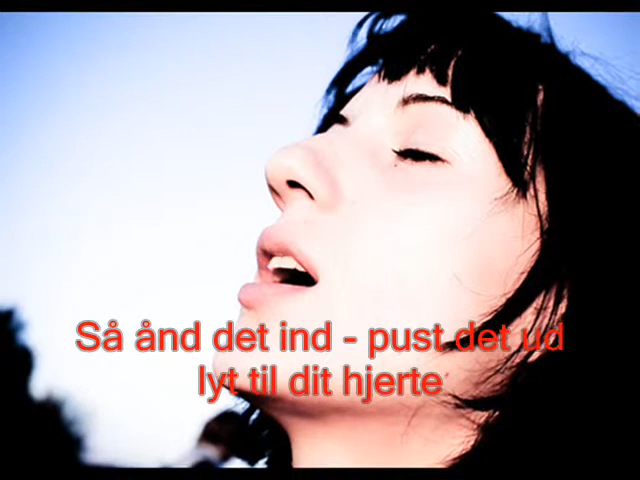 Så ånd det ind - pust det ud
lyt til dit hjerte